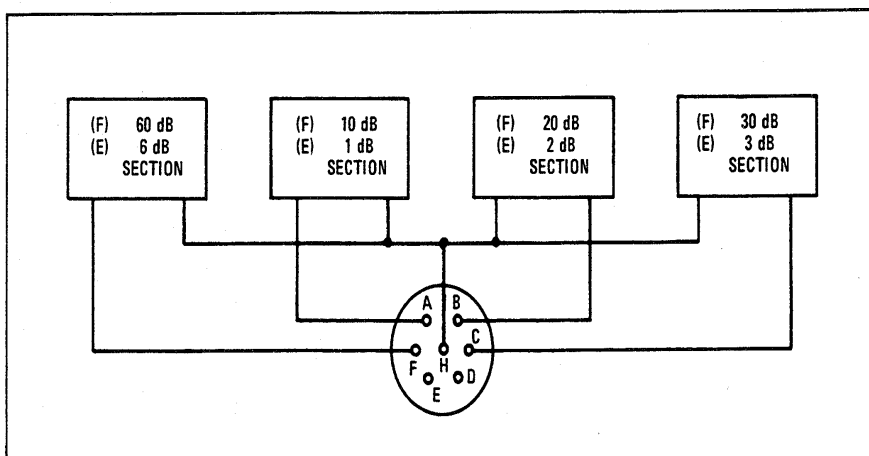 (F) 60 dB
(E) 6 dB
SECTION
(F) 10 dB
(E) 1 dB
SECTION
(F) 20 dB
(E) 2 dB
SECTION
(F) 30 dB
(E) 3 dB
SECTION
A B
F H C
E D